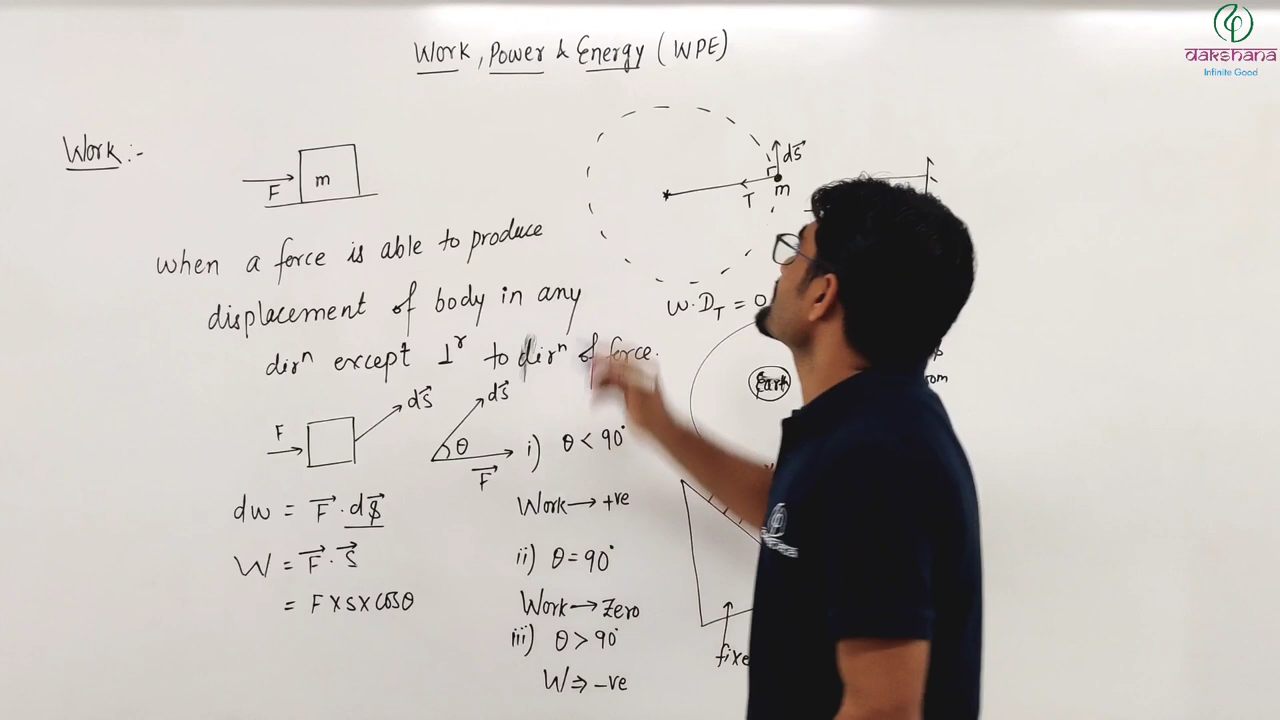 Work, Power & Energy (WPE)
dakshana
Infinite Good
Work :-
F
m
when a force is able to produce
displacement of body in any
dirⁿ except ⊥ʳ to dirⁿ of force.
F
ds⃗
ds⃗
θ
F⃗
dw = F⃗ . ds⃗
W = F⃗ . s⃗
= F x s x cosθ
i) θ < 90°
Work → +ve
ii) θ = 90°
Work → Zero
iii) θ > 90°
W ⇒ -ve
ds⃗
T
m
W.D_T = 0
Earth